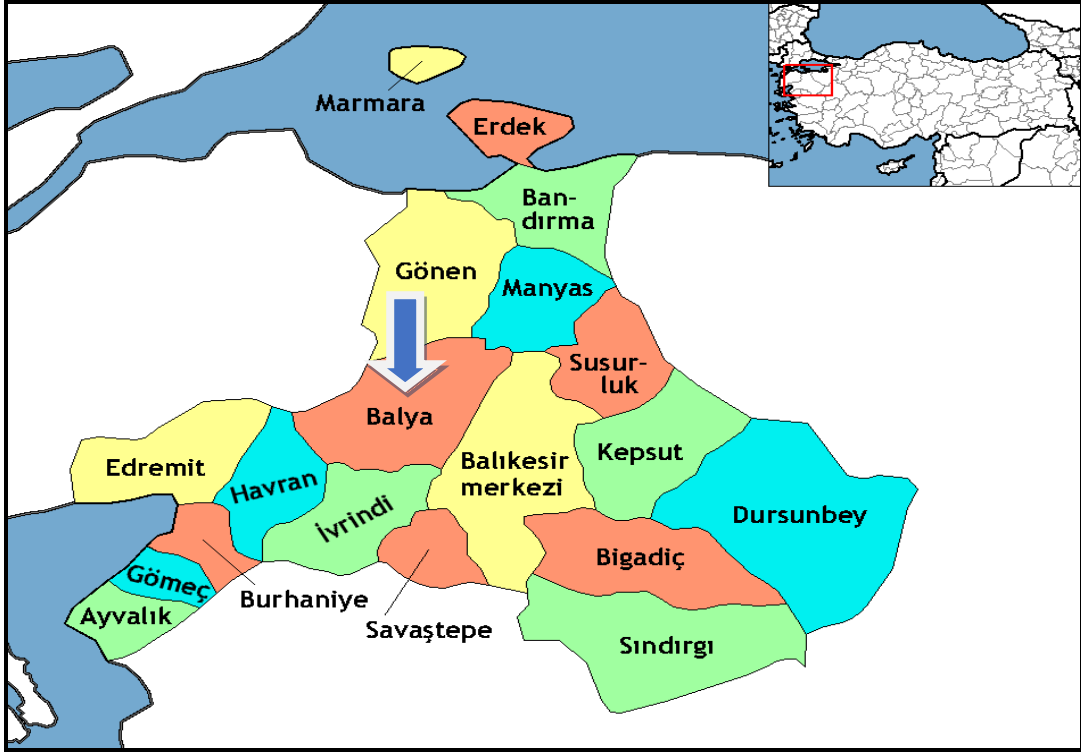 Marmara
Erdek
Ban-
dırma
Gönen
Manyas
Susur-
luk
Balya
Kepsut
Edremit
Balıkesir
merkezi
Havran
İvrindi
Dursunbey
Bigadiç
Gömeç
Burhaniye
Ayvalık
Savaştepe
Sındırgı